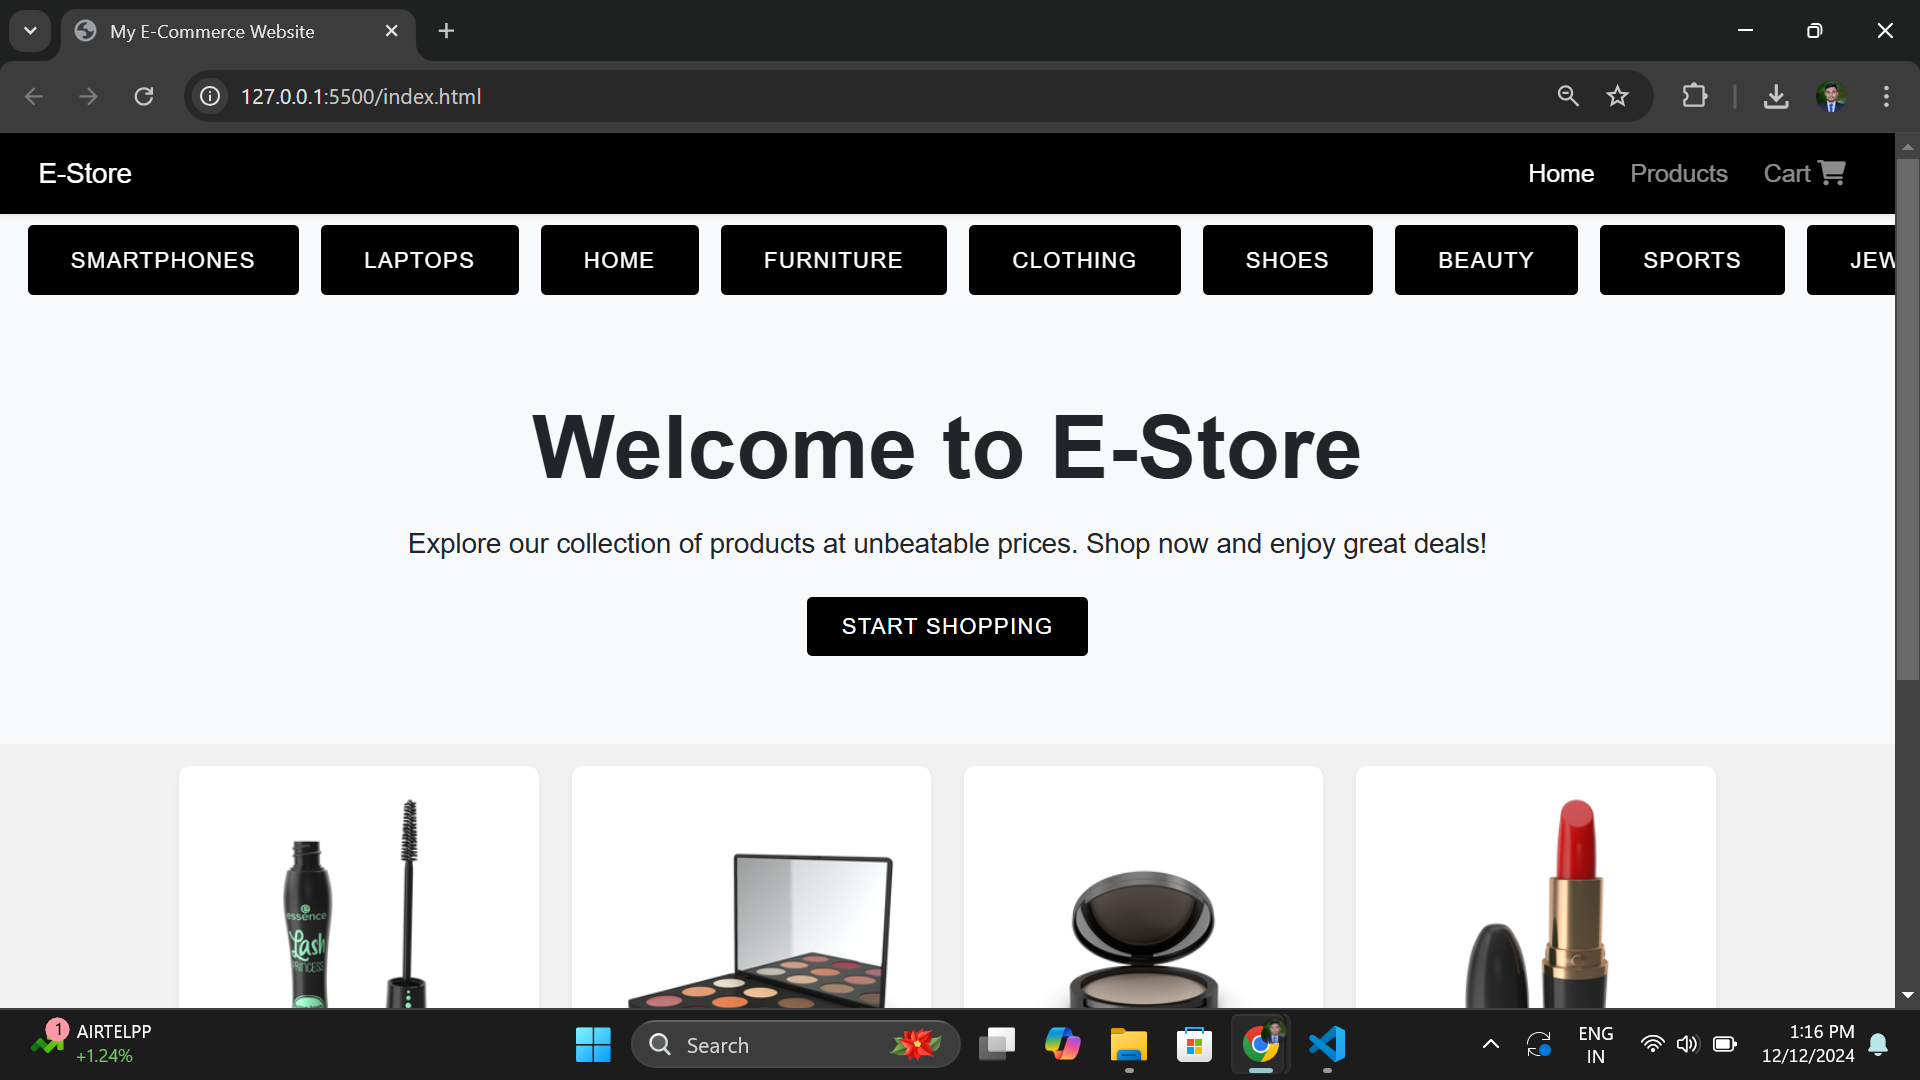 My E-Commerce Website
127.0.0.1:5500/index.html
E-Store
Home Products Cart
SMARTPHONES LAPTOPS HOME FURNITURE CLOTHING SHOES BEAUTY SPORTS JEW
Welcome to E-Store
Explore our collection of products at unbeatable prices. Shop now and enjoy great deals!
START SHOPPING
essence
Lash
PRINCESS
1
AIRTELPP
+1.24%
Search
ENG
IN
1:16 PM
12/12/2024